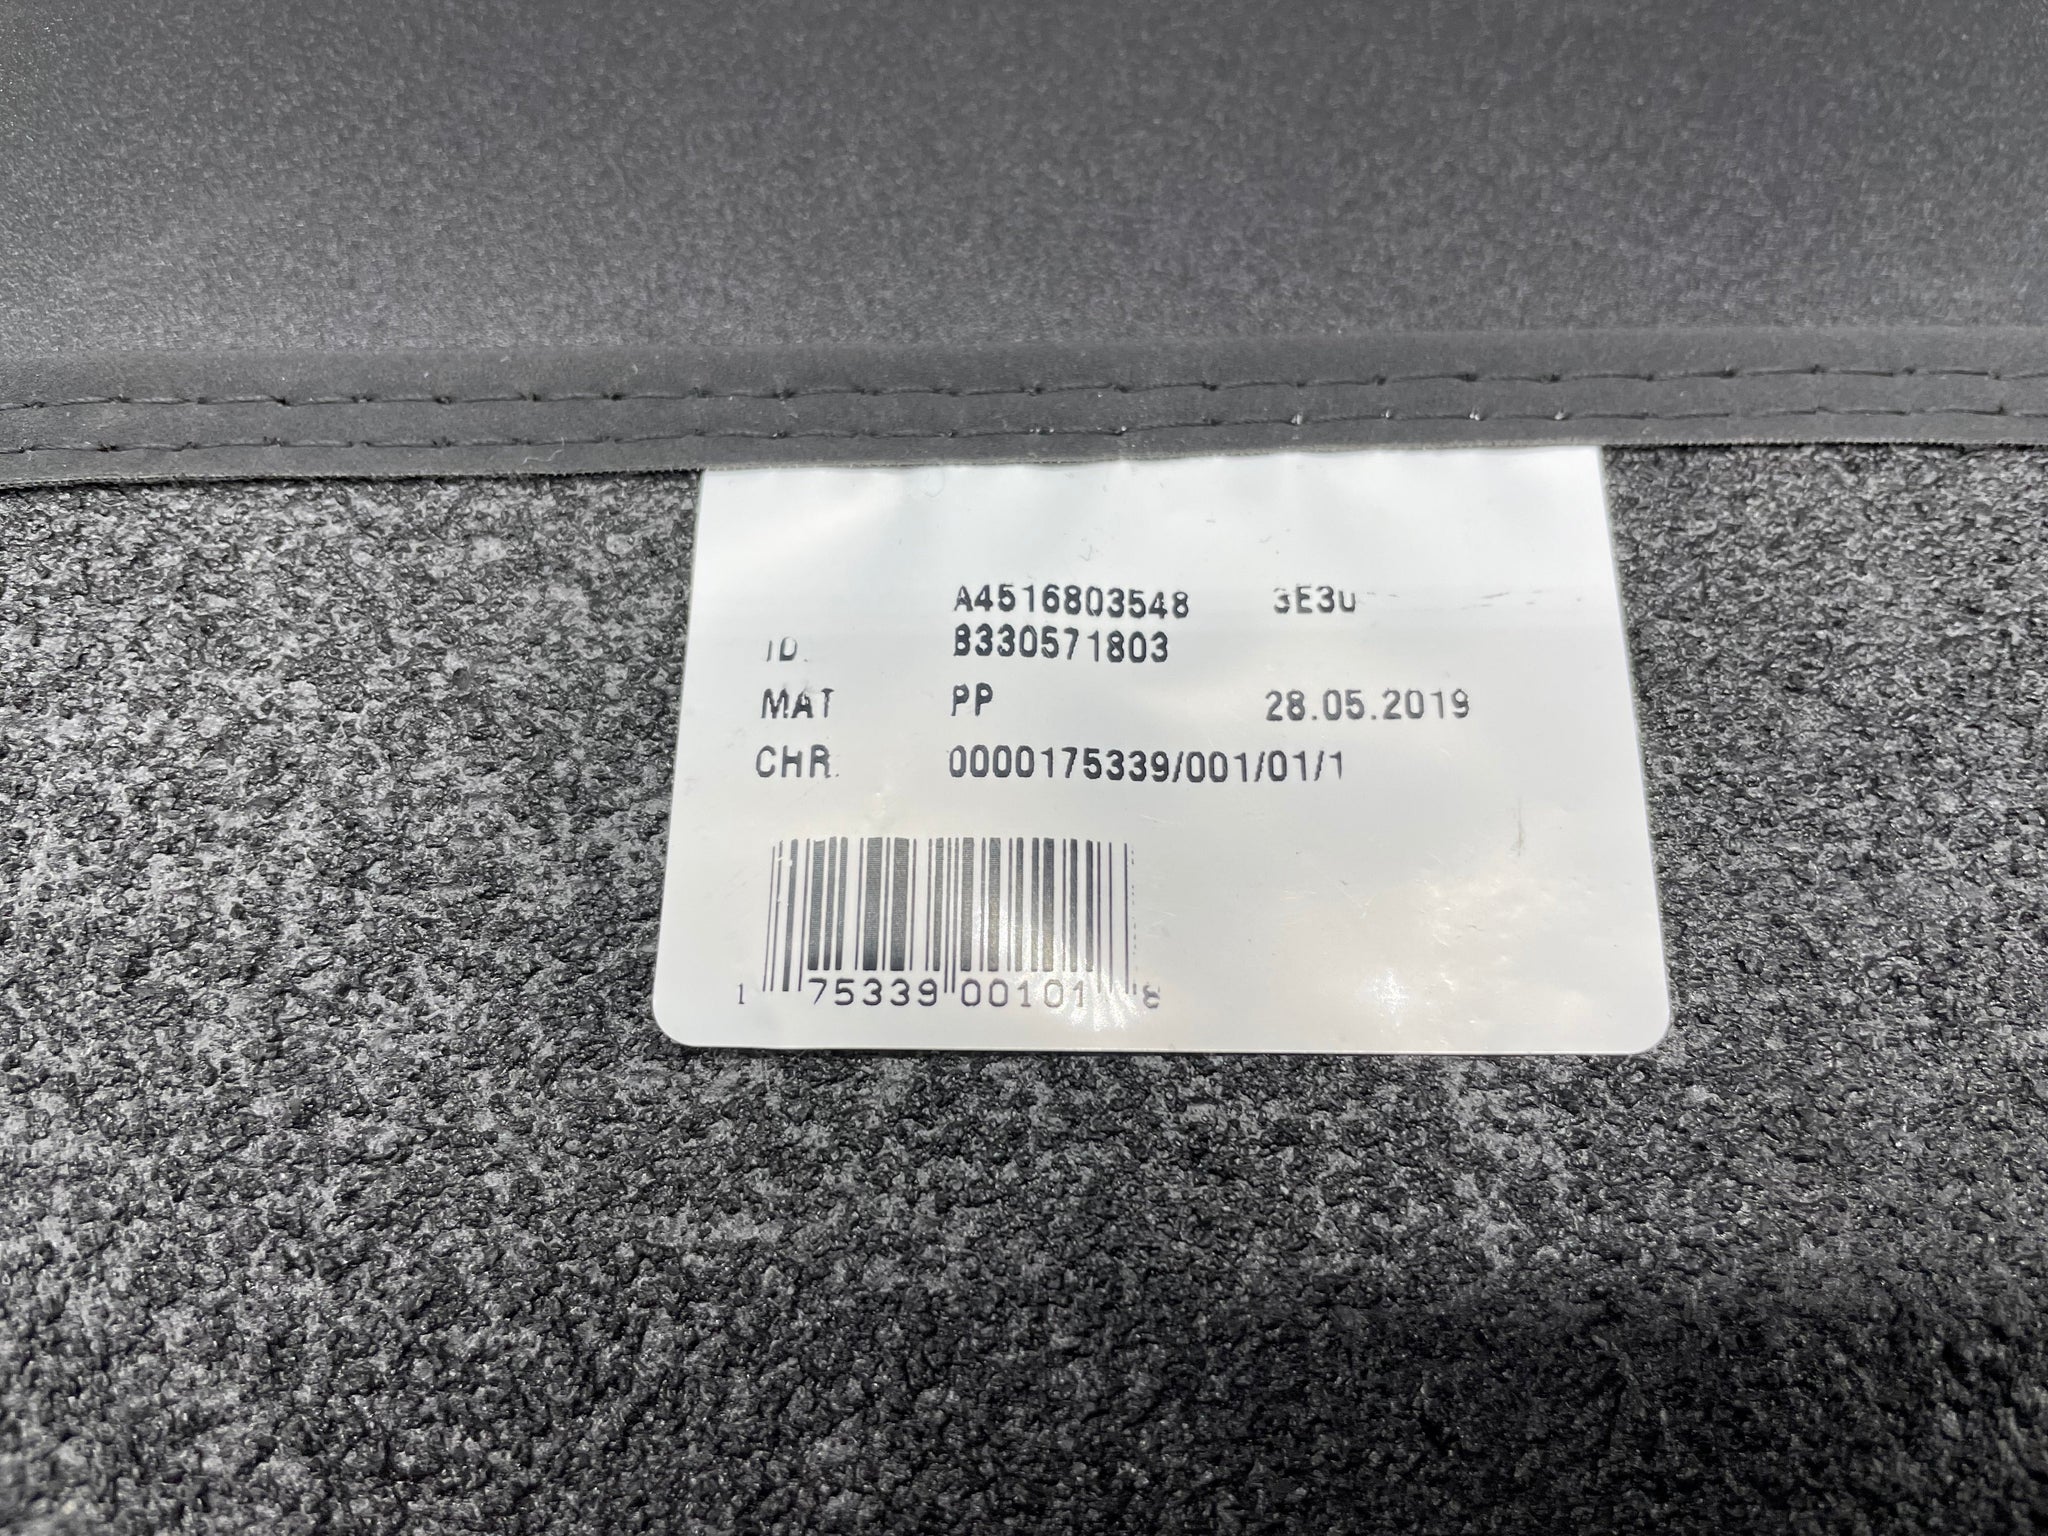 A4516803548 3E30
ID. B330571803
MAT PP 28.05.2019
CHR. 0000175339/001/01/1
1 75339 00101 8